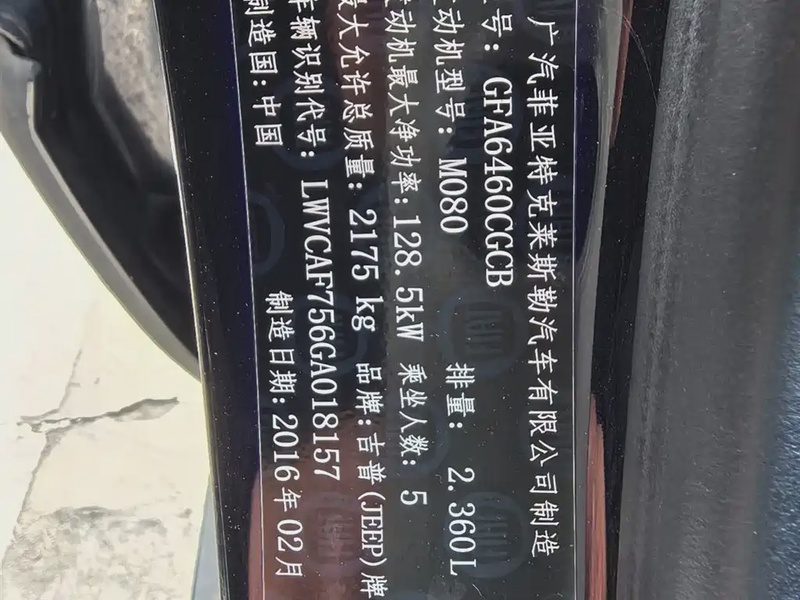 广汽菲亚特克莱斯勒汽车有限公司制造
号: GFA6460CGCB
发动机型号: M080 排量: 2.360L
发动机最大净功率: 128.5kW 乘坐人数: 5
最大允许总质量: 2175 kg 品牌: 吉普(JEEP)牌
车辆识别代号: LWVCAF756GA018157
制造国: 中国 制造日期: 2016年02月